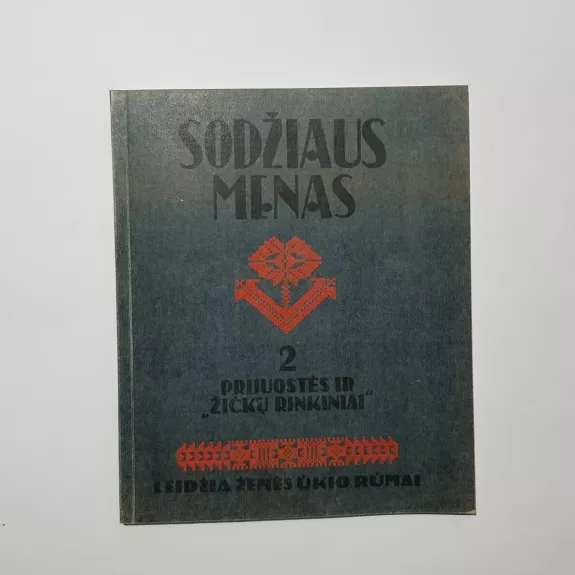 SODŽIAUS
MENAS
2
PRIJUOSTĖS IR
„ŽIČKŲ RINKINIAI“
LEIDŽIA ŽEMĖS ŪKIO RŪMAI